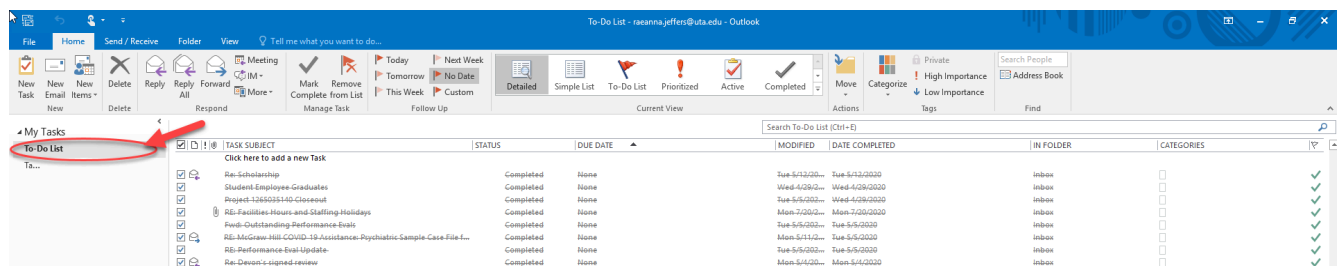 To-Do List - raeanna.jeffers@uta.edu - Outlook
File Home Send / Receive Folder View Tell me what you want to do...
New Task
New Email
New Items
New
Delete
Delete
Reply
Reply All
Forward
Meeting
IM
More
Respond
Mark Complete
Remove from List
Manage Task
Today
Tomorrow
This Week
Next Week
No Date
Custom
Follow Up
Detailed
Simple List
To-Do List
Prioritized
Active
Completed
Current View
Move
Actions
Categorize
Private
High Importance
Low Importance
Tags
Search People
Address Book
Find
My Tasks
To-Do List
Ta...
Search To-Do List (Ctrl+E)
TASK SUBJECT STATUS DUE DATE MODIFIED DATE COMPLETED IN FOLDER CATEGORIES
Click here to add a new Task
Re: Scholarship Completed None Tue 5/12/20... Tue 5/12/2020 Inbox
Student Employee Graduates Completed None Wed 4/29/2... Wed 4/29/2020 Inbox
Project 1265035140 Closeout Completed None Tue 5/5/202... Wed 4/29/2020 Inbox
RE: Facilities Hours and Staffing Holidays Completed None Mon 7/20/2... Mon 7/20/2020 Inbox
Fwd: Outstanding Performance Evals Completed None Tue 5/5/202... Tue 5/5/2020 Inbox
RE: McGraw Hill COVID-19 Assistance: Psychiatric Sample Case File f... Completed None Mon 5/11/2... Tue 5/5/2020 Inbox
RE: Performance Eval Update Completed None Tue 5/5/202... Tue 5/5/2020 Inbox
Re: Devon's signed review Completed None Mon 5/4/20... Mon 5/4/2020 Inbox